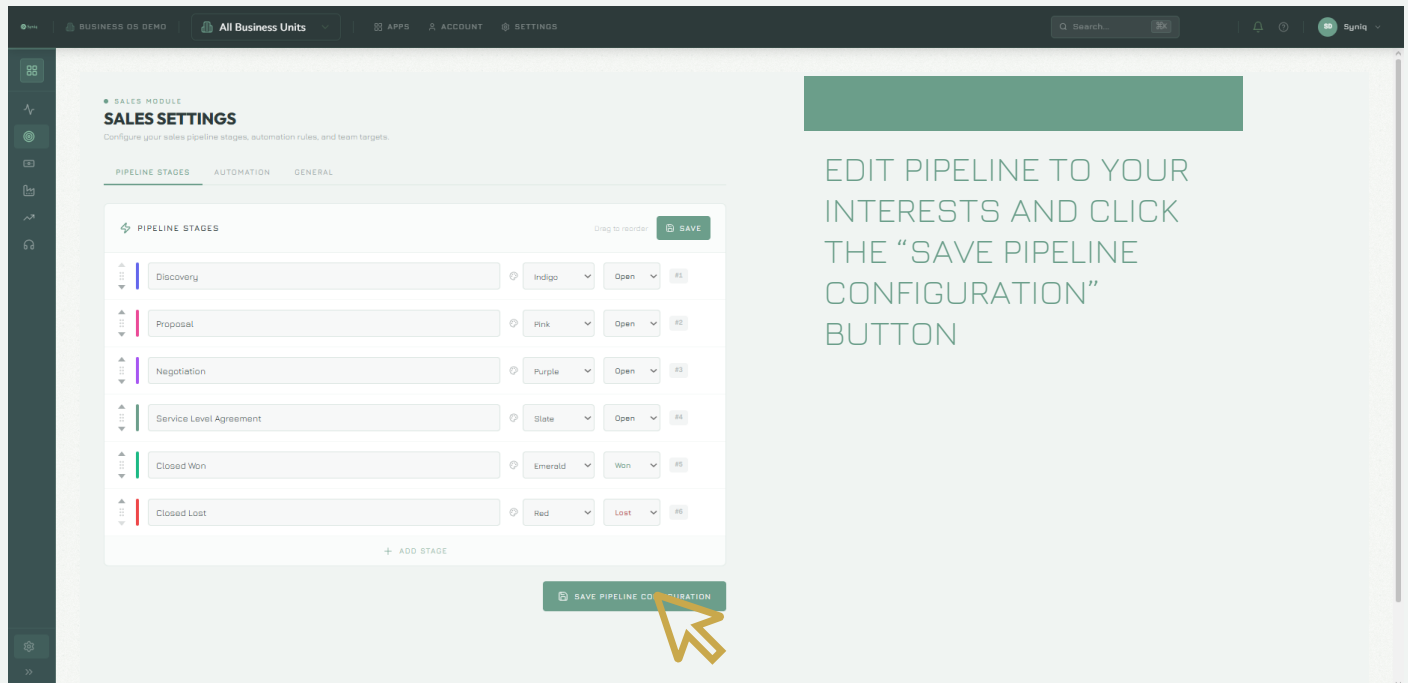 Syniq
BUSINESS OS DEMO
All Business Units
APPS
ACCOUNT
SETTINGS
Search...
⌘K
SD
Syniq
SALES MODULE
SALES SETTINGS
Configure your sales pipeline stages, automation rules, and team targets.
PIPELINE STAGES
AUTOMATION
GENERAL
PIPELINE STAGES
Drag to reorder
SAVE
Discovery
Indigo
Open
#1
Proposal
Pink
Open
#2
Negotiation
Purple
Open
#3
Service Level Agreement
Slate
Open
#4
Closed Won
Emerald
Won
#5
Closed Lost
Red
Lost
#6
+ ADD STAGE
SAVE PIPELINE CONFIGURATION
EDIT PIPELINE TO YOUR
INTERESTS AND CLICK
THE “SAVE PIPELINE
CONFIGURATION”
BUTTON